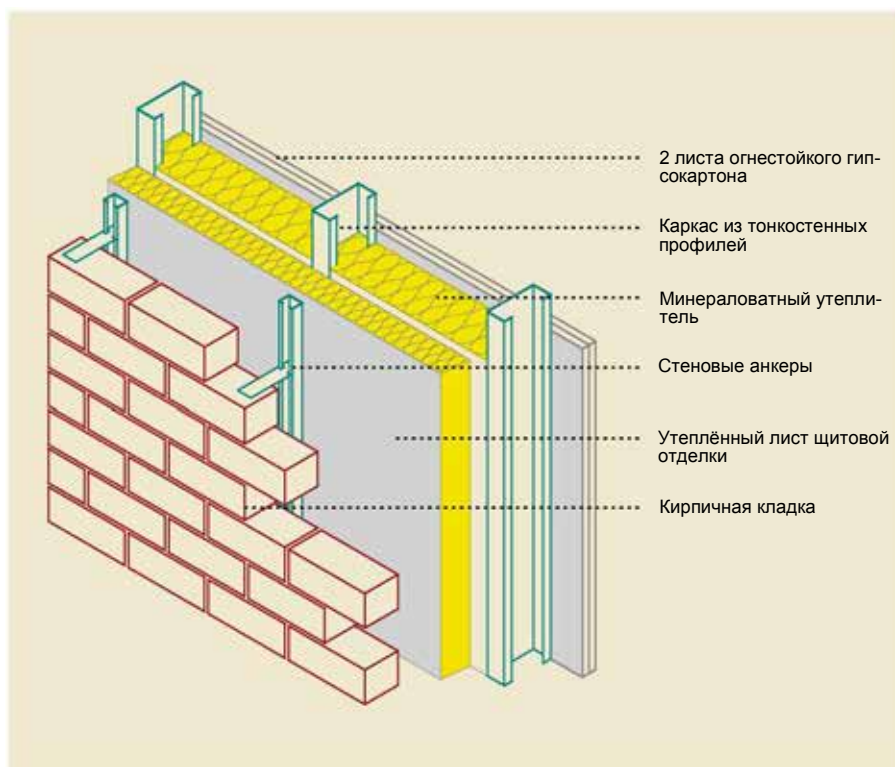 2 листа огнестойкого гип-
сокартона
Каркас из тонкостенных
профилей
Минераловатный утепли-
тель
Стеновые анкеры
Утеплённый лист щитовой
отделки
Кирпичная кладка